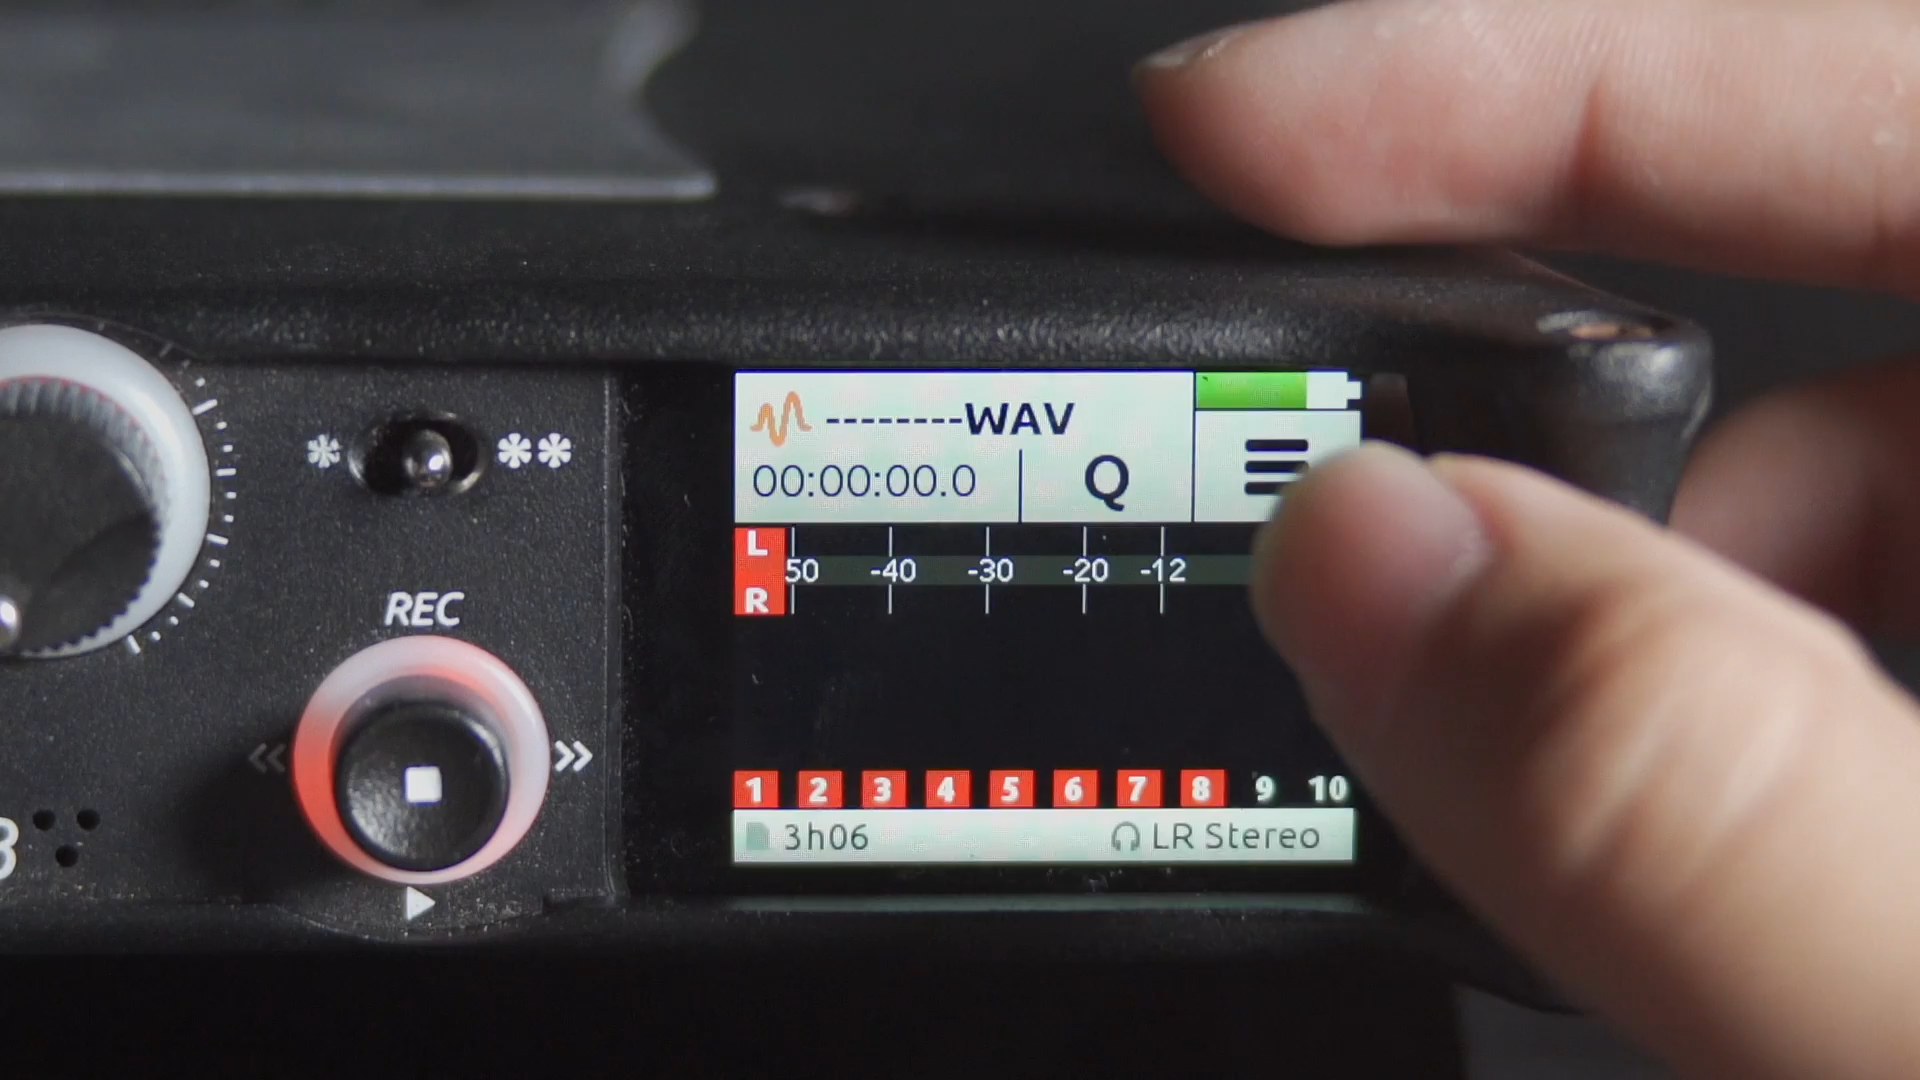 --------WAV
00:00:00.0 Q
L
50 -40 -30 -20 -12
R
REC
1 2 3 4 5 6 7 8 9 10
3h06 LR Stereo